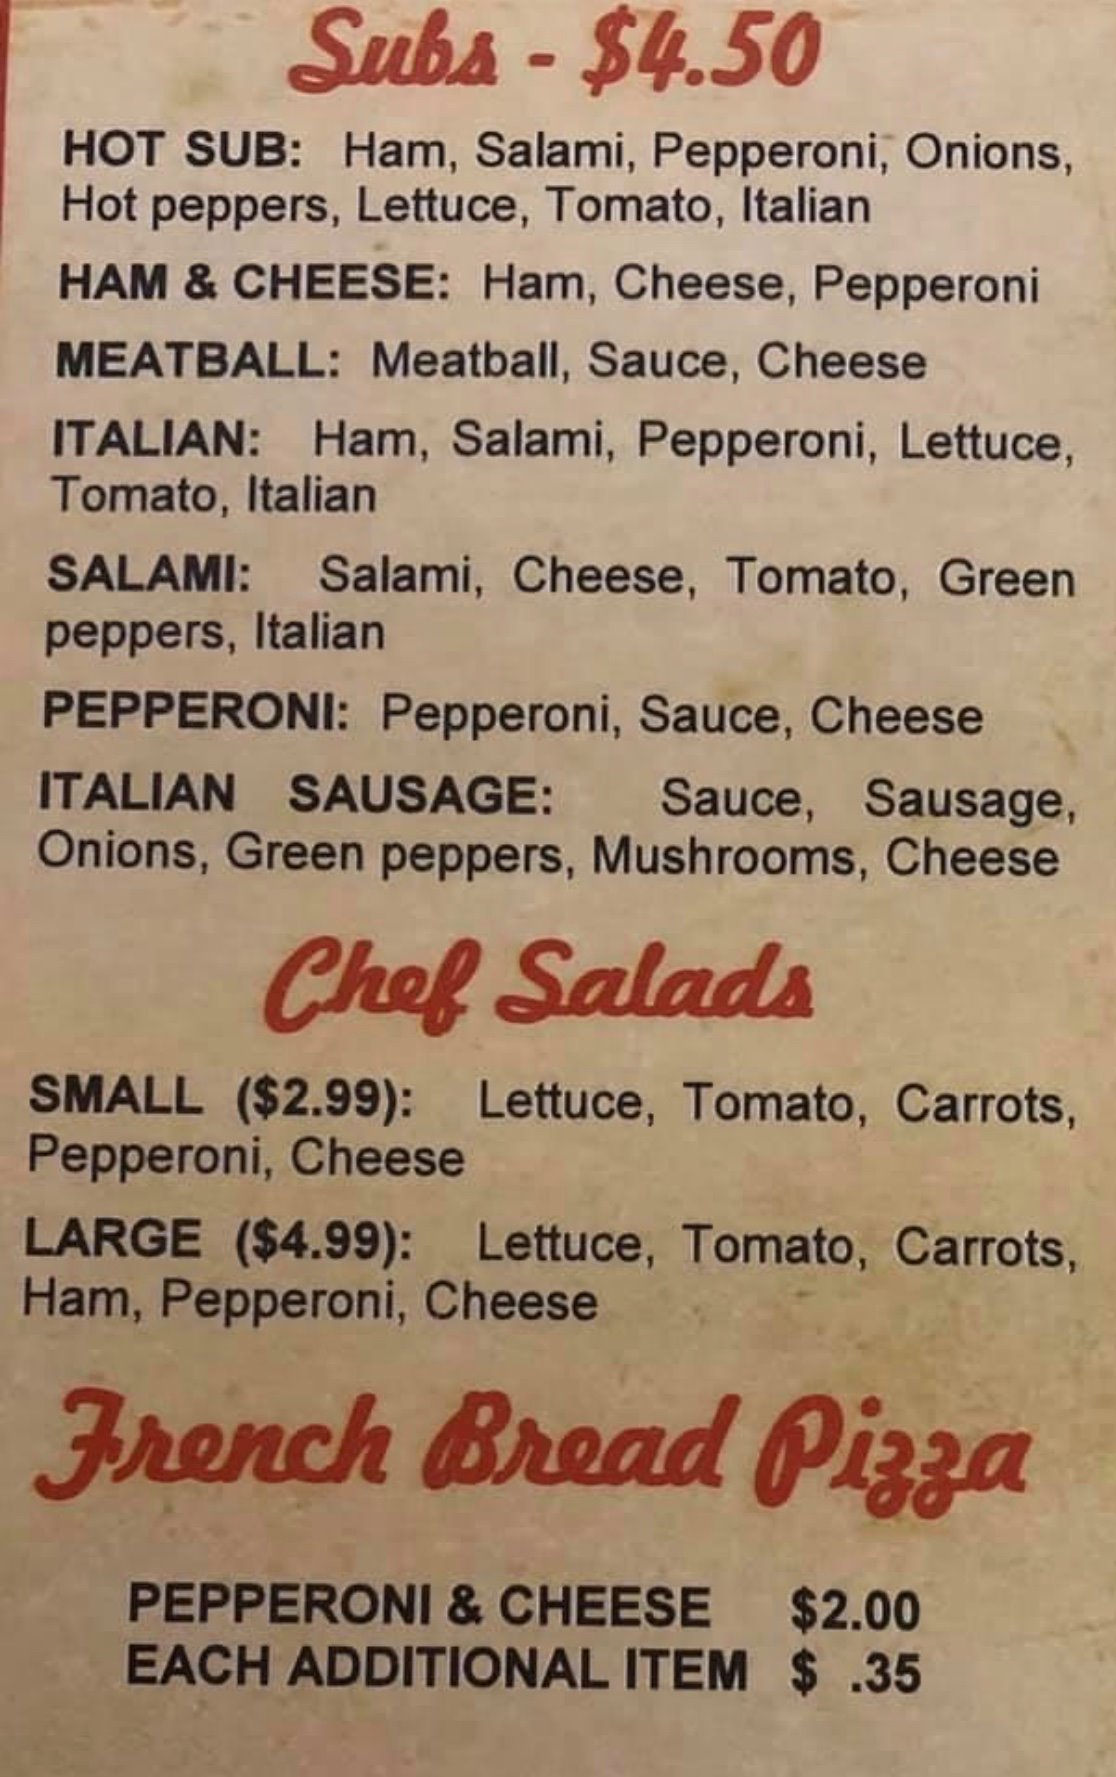 Subs - $4.50
HOT SUB: Ham, Salami, Pepperoni, Onions,
Hot peppers, Lettuce, Tomato, Italian
HAM & CHEESE: Ham, Cheese, Pepperoni
MEATBALL: Meatball, Sauce, Cheese
ITALIAN: Ham, Salami, Pepperoni, Lettuce,
Tomato, Italian
SALAMI: Salami, Cheese, Tomato, Green
peppers, Italian
PEPPERONI: Pepperoni, Sauce, Cheese
ITALIAN SAUSAGE: Sauce, Sausage,
Onions, Green peppers, Mushrooms, Cheese
Chef Salads
SMALL ($2.99): Lettuce, Tomato, Carrots,
Pepperoni, Cheese
LARGE ($4.99): Lettuce, Tomato, Carrots,
Ham, Pepperoni, Cheese
French Bread Pizza
PEPPERONI & CHEESE $2.00
EACH ADDITIONAL ITEM $ .35